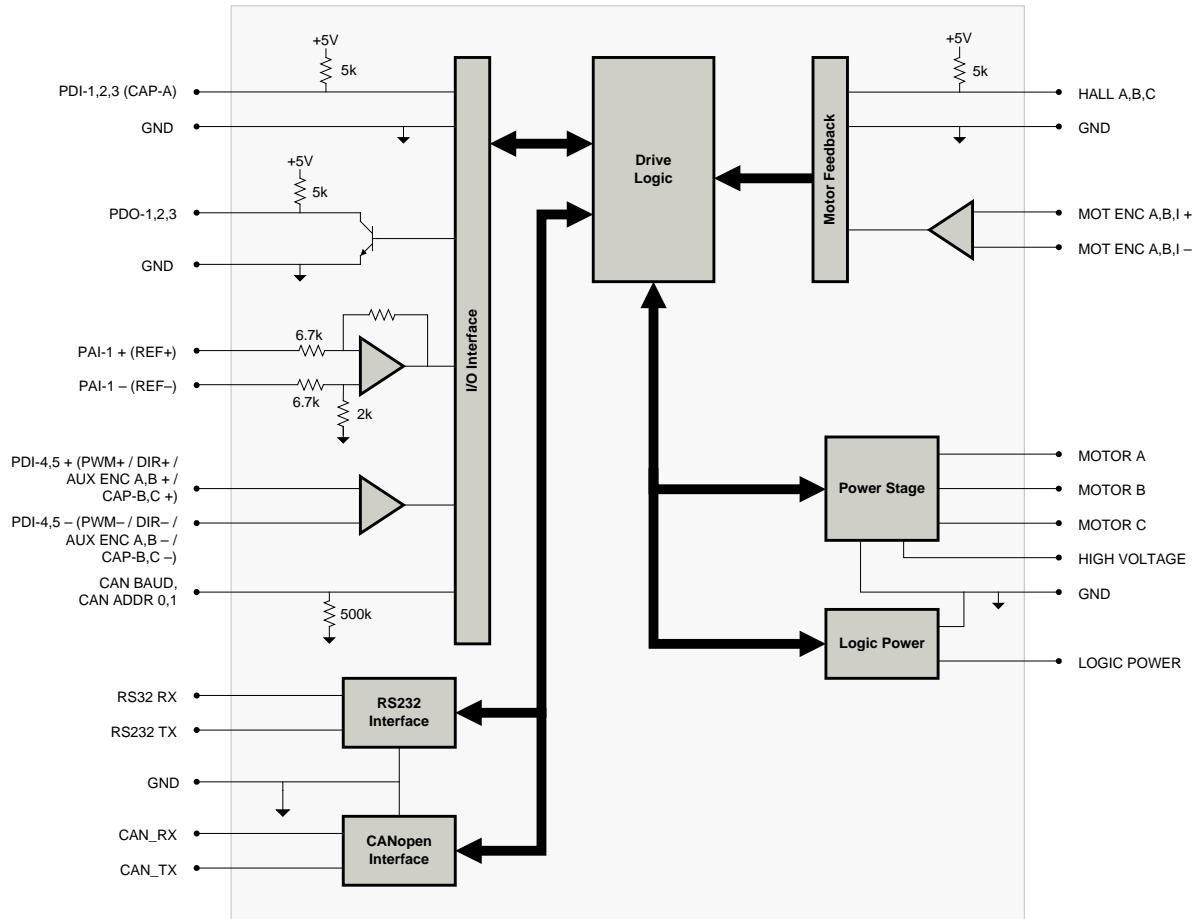 +5V
5k
PDI-1,2,3 (CAP-A)
GND
+5V
5k
PDO-1,2,3
GND
6.7k
PAI-1 + (REF+)
PAI-1 – (REF–)
6.7k
2k
PDI-4,5 + (PWM+ / DIR+ /
AUX ENC A,B + /
CAP-B,C +)
PDI-4,5 – (PWM– / DIR– /
AUX ENC A,B – /
CAP-B,C –)
CAN BAUD,
CAN ADDR 0,1
500k
I/O Interface
RS32 RX
RS232 TX
RS232
Interface
GND
CAN_RX
CAN_TX
CANopen
Interface
Drive
Logic
Motor Feedback
+5V
5k
HALL A,B,C
GND
MOT ENC A,B,I +
MOT ENC A,B,I –
Power Stage
MOTOR A
MOTOR B
MOTOR C
HIGH VOLTAGE
GND
Logic Power
LOGIC POWER